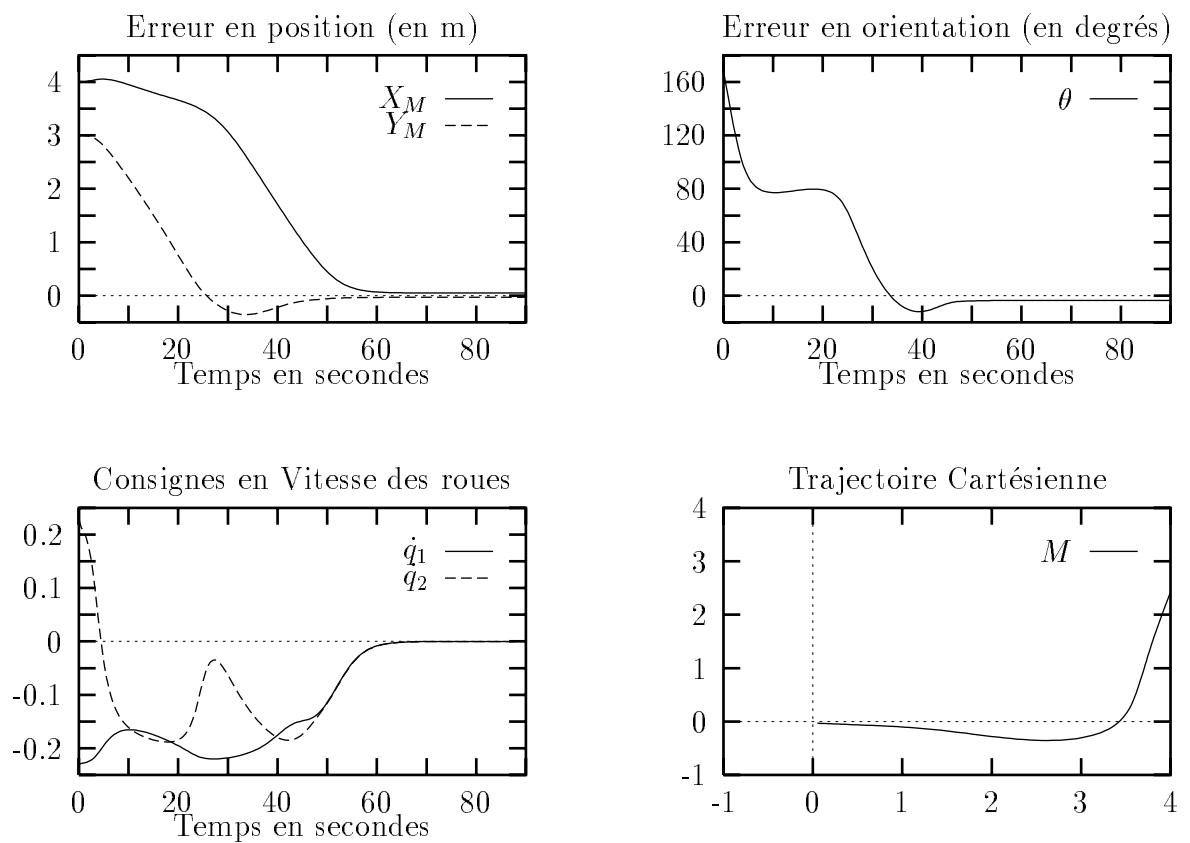 Erreur en position (en m)
4
3
2
1
0
X_M
Y_M
0 20 40 60 80
Temps en secondes
Erreur en orientation (en degrés)
160
120
80
40
0
θ
0 20 40 60 80
Temps en secondes
Consignes en Vitesse des roues
0.2
0.1
0
-0.1
-0.2
q̇₁
q̇₂
0 20 40 60 80
Temps en secondes
Trajectoire Cartésienne
4
3
2
1
0
-1
M
-1 0 1 2 3 4